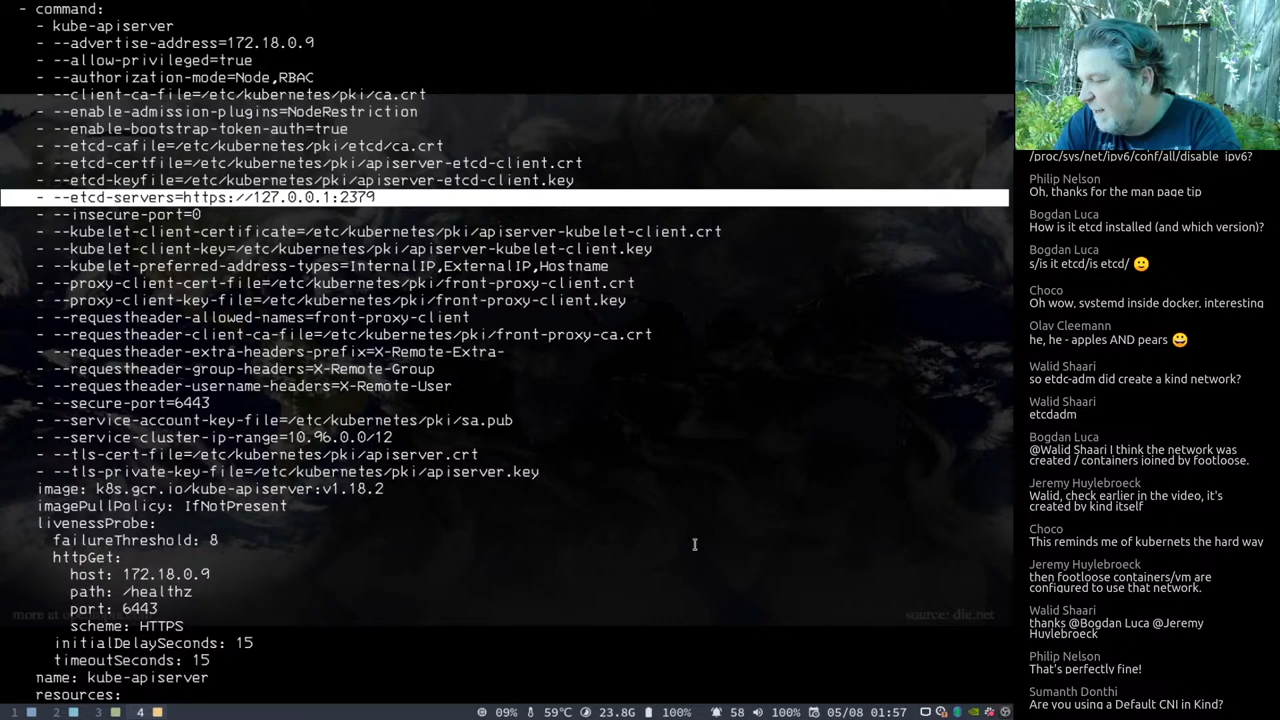 - command:
- kube-apiserver
- --advertise-address=172.18.0.9
- --allow-privileged=true
- --authorization-mode=Node,RBAC
- --client-ca-file=/etc/kubernetes/pki/ca.crt
- --enable-admission-plugins=NodeRestriction
- --enable-bootstrap-token-auth=true
- --etcd-cafile=/etc/kubernetes/pki/etcd/ca.crt
- --etcd-certfile=/etc/kubernetes/pki/apiserver-etcd-client.crt
- --etcd-keyfile=/etc/kubernetes/pki/apiserver-etcd-client.key
- --etcd-servers=https://127.0.0.1:2379
- --insecure-port=0
- --kubelet-client-certificate=/etc/kubernetes/pki/apiserver-kubelet-client.crt
- --kubelet-client-key=/etc/kubernetes/pki/apiserver-kubelet-client.key
- --kubelet-preferred-address-types=InternalIP,ExternalIP,Hostname
- --proxy-client-cert-file=/etc/kubernetes/pki/front-proxy-client.crt
- --proxy-client-key-file=/etc/kubernetes/pki/front-proxy-client.key
- --requestheader-allowed-names=front-proxy-client
- --requestheader-client-ca-file=/etc/kubernetes/pki/front-proxy-ca.crt
- --requestheader-extra-headers-prefix=X-Remote-Extra-
- --requestheader-group-headers=X-Remote-Group
- --requestheader-username-headers=X-Remote-User
- --secure-port=6443
- --service-account-key-file=/etc/kubernetes/pki/sa.pub
- --service-cluster-ip-range=10.96.0.0/12
- --tls-cert-file=/etc/kubernetes/pki/apiserver.crt
- --tls-private-key-file=/etc/kubernetes/pki/apiserver.key
image: k8s.gcr.io/kube-apiserver:v1.18.2
imagePullPolicy: IfNotPresent
livenessProbe:
failureThreshold: 8
httpGet:
host: 172.18.0.9
path: /healthz
port: 6443
scheme: HTTPS
initialDelaySeconds: 15
timeoutSeconds: 15
name: kube-apiserver
resources:
more at
source: die.net
1 2 3 4
09% 59°C 23.8G 100% 58 100% 05/08 01:57
/proc/sys/net/ipv6/conf/all/disable_ipv6?
Philip Nelson
Oh, thanks for the man page tip
Bogdan Luca
How is it etcd installed (and which version)?
Bogdan Luca
s/is it etcd/is etcd/ 🙂
Choco
Oh wow, systemd inside docker, interesting
Olav Cleemann
he, he - apples AND pears 😀
Walid Shaari
so etdc-adm did create a kind network?
Walid Shaari
etcdadm
Bogdan Luca
@Walid Shaari I think the network was
created / containers joined by footloose.
Jeremy Huylebroeck
Walid, check earlier in the video, it's
created by kind itself
Choco
This reminds me of kubernets the hard way
Jeremy Huylebroeck
then footloose containers/vm are
configured to use that network.
Walid Shaari
thanks @Bogdan Luca @Jeremy
Huylebroeck
Philip Nelson
That's perfectly fine!
Sumanth Donthi
Are you using a Default CNI in Kind?